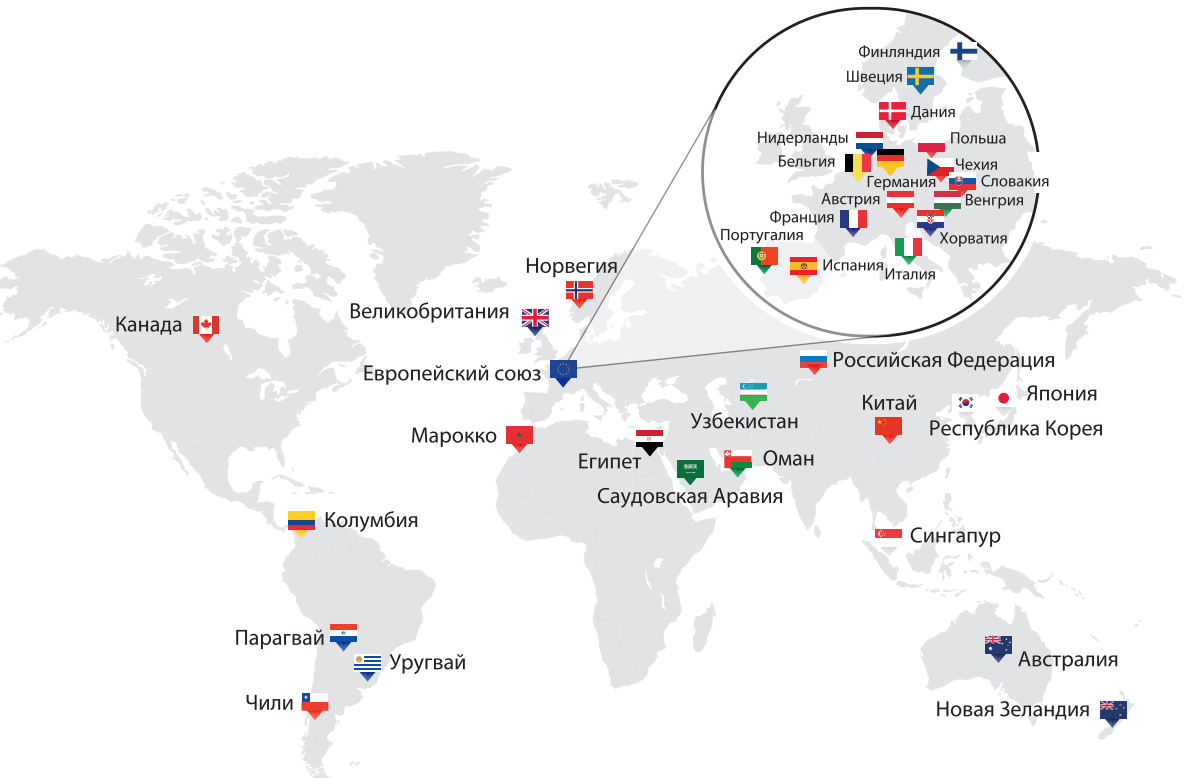 Финляндия
Швеция
Дания
Нидерланды
Польша
Бельгия
Чехия
Германия
Словакия
Австрия
Венгрия
Франция
Португалия
Хорватия
Испания
Италия
Норвегия
Великобритания
Канада
Европейский союз
Российская Федерация
Япония
Китай
Узбекистан
Республика Корея
Марокко
Египет
Оман
Саудовская Аравия
Колумбия
Сингапур
Парагвай
Уругвай
Австралия
Чили
Новая Зеландия